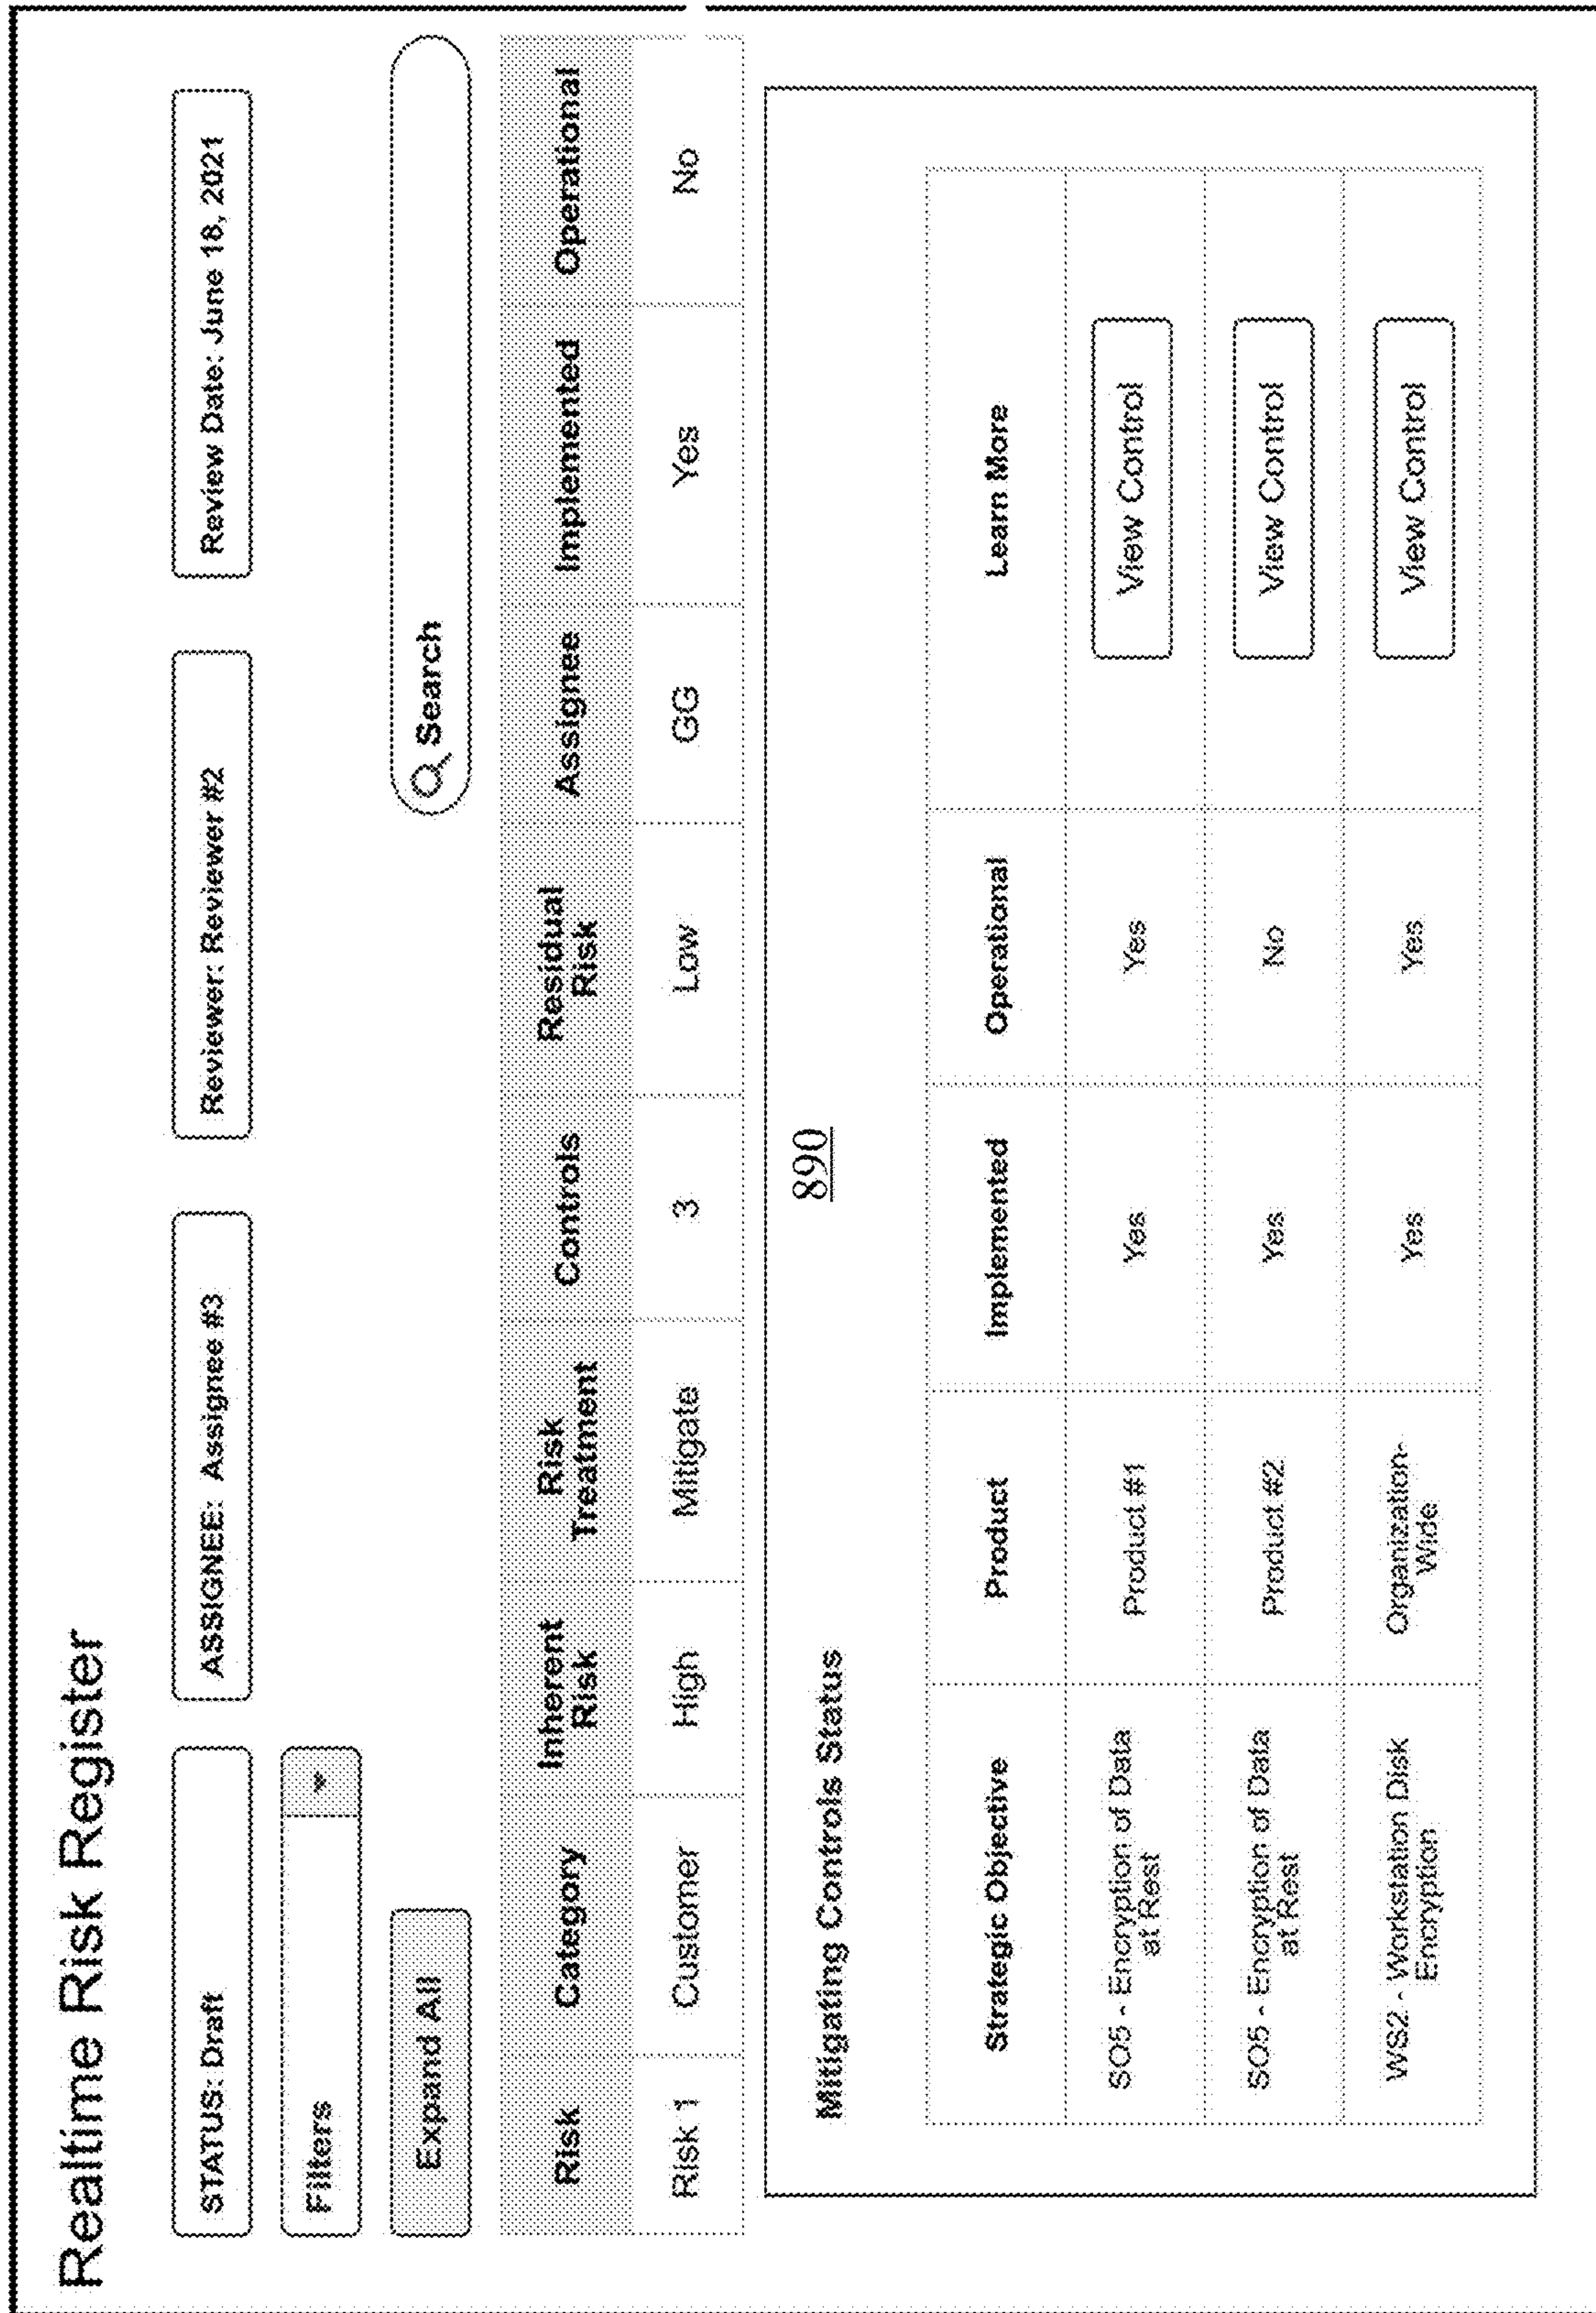 Realtime Risk Register
STATUS: Draft
ASSIGNEE: Assignee #3
Reviewer: Reviewer #2
Review Date: June 18, 2021
Filters
Expand All
Search
Risk Category Inherent Risk Risk Treatment Controls Residual Risk Assignee Implemented Operational
Risk 1 Customer High Mitigate 3 Low GG Yes No
890
Mitigating Controls Status
Strategic Objective Product Implemented Operational Learn More
SO5 - Encryption of Data at Rest Product #1 Yes Yes View Control
SO5 - Encryption of Data at Rest Product #2 Yes No View Control
WS2 - Workstation Disk Encryption Organization-Wide Yes Yes View Control